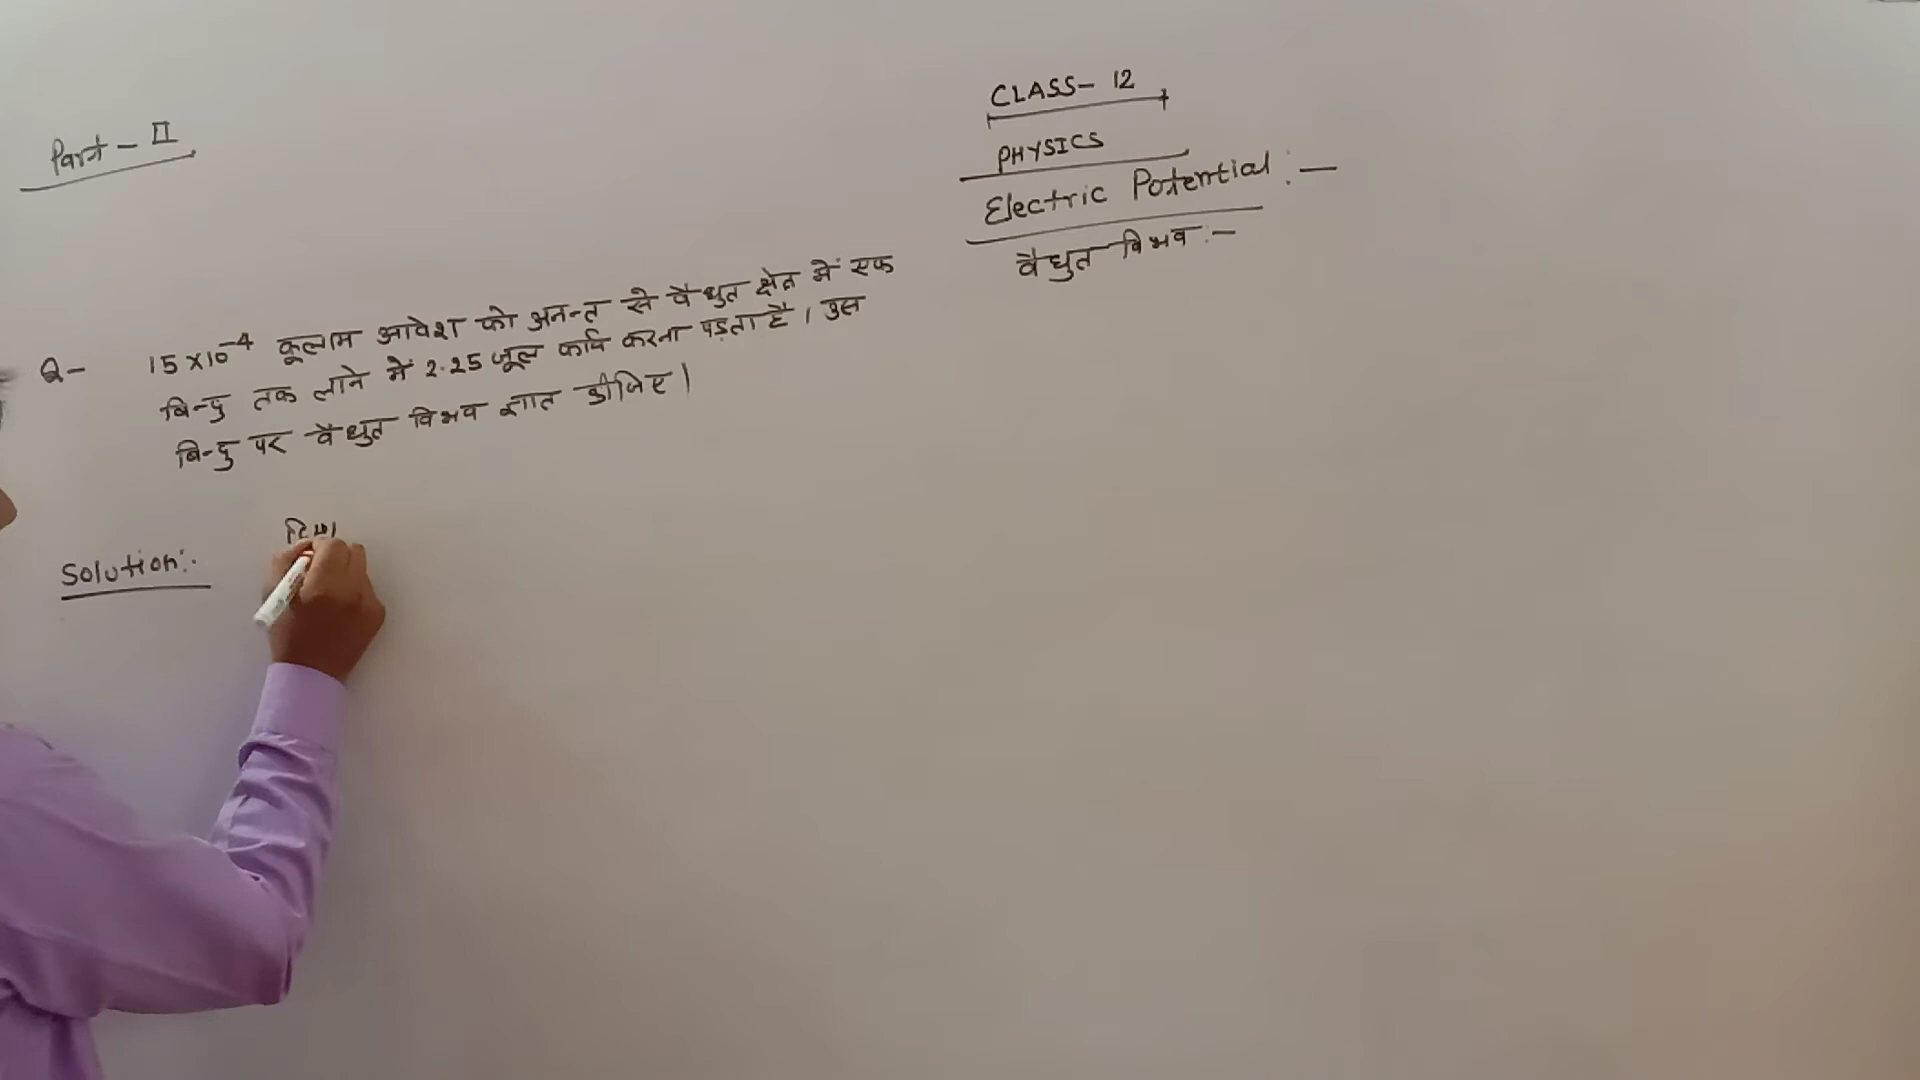 Part - II
CLASS- 12
PHYSICS
Electric Potential :-
वैधुत विभव :-
Q- 15×10⁻⁴ कूलाम आवेश को अनन्त से वैधुत क्षेत्र में एक
बिन्दु तक लाने में 2.25 जूल कार्य करना पड़ता है, उस
बिन्दु पर वैधुत विभव ज्ञात कीजिए।
Solution:-
दिया